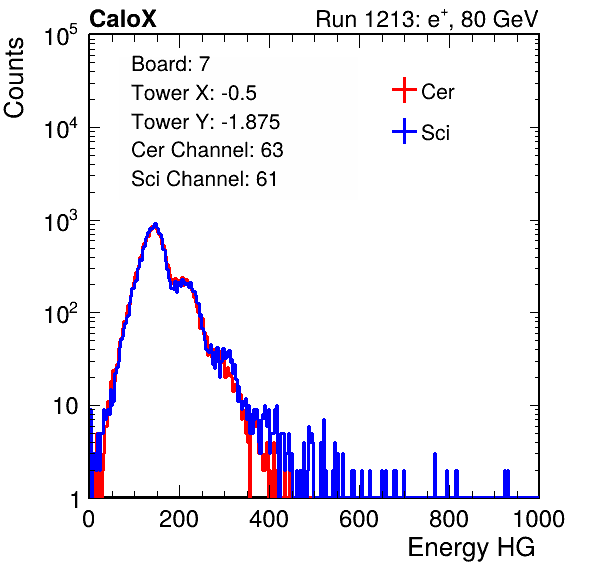 CaloX Run 1213: e⁺, 80 GeV
Counts
10⁵
10⁴
10³
10²
10
1
Board: 7
Tower X: -0.5
Tower Y: -1.875
Cer Channel: 63
Sci Channel: 61
Cer
Sci
0 200 400 600 800 1000
Energy HG